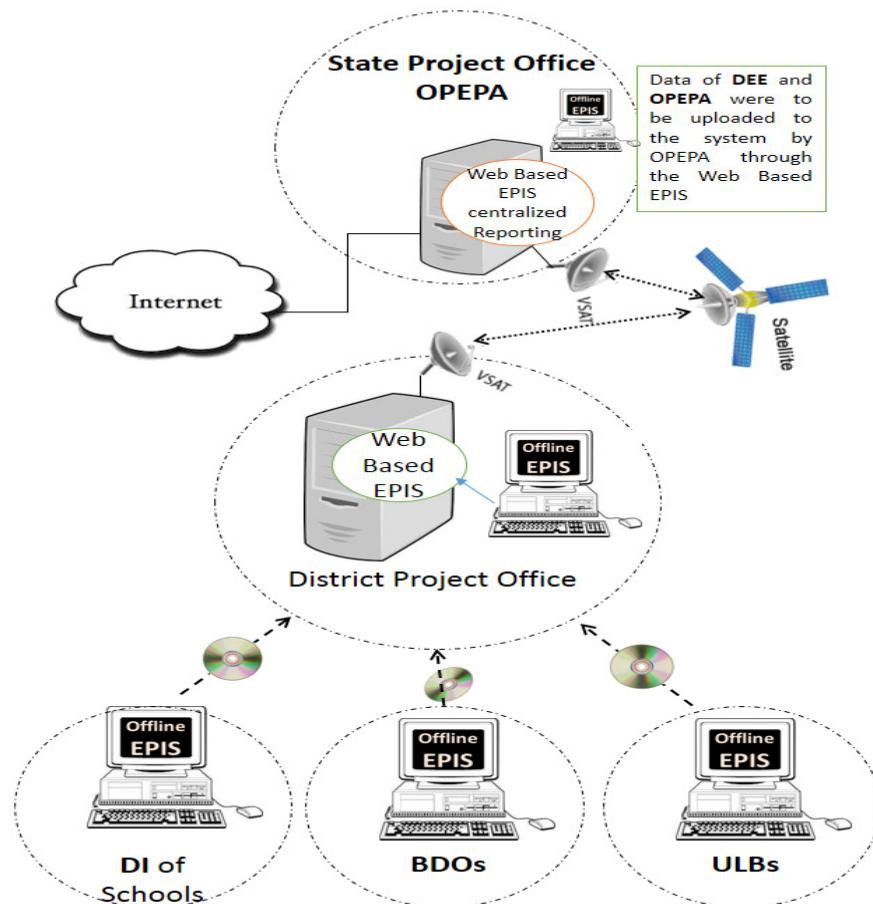 State Project Office
OPEPA
Offline
EPIS
Data of DEE and
OPEPA were to
be uploaded to
the system by
OPEPA through
the Web Based
EPIS
Web Based
EPIS
centralized
Reporting
Internet
VSAT
Satellite
VSAT
Web
Based
EPIS
Offline
EPIS
District Project Office
Offline
EPIS
Offline
EPIS
Offline
EPIS
DI of
Schools
BDOs
ULBs